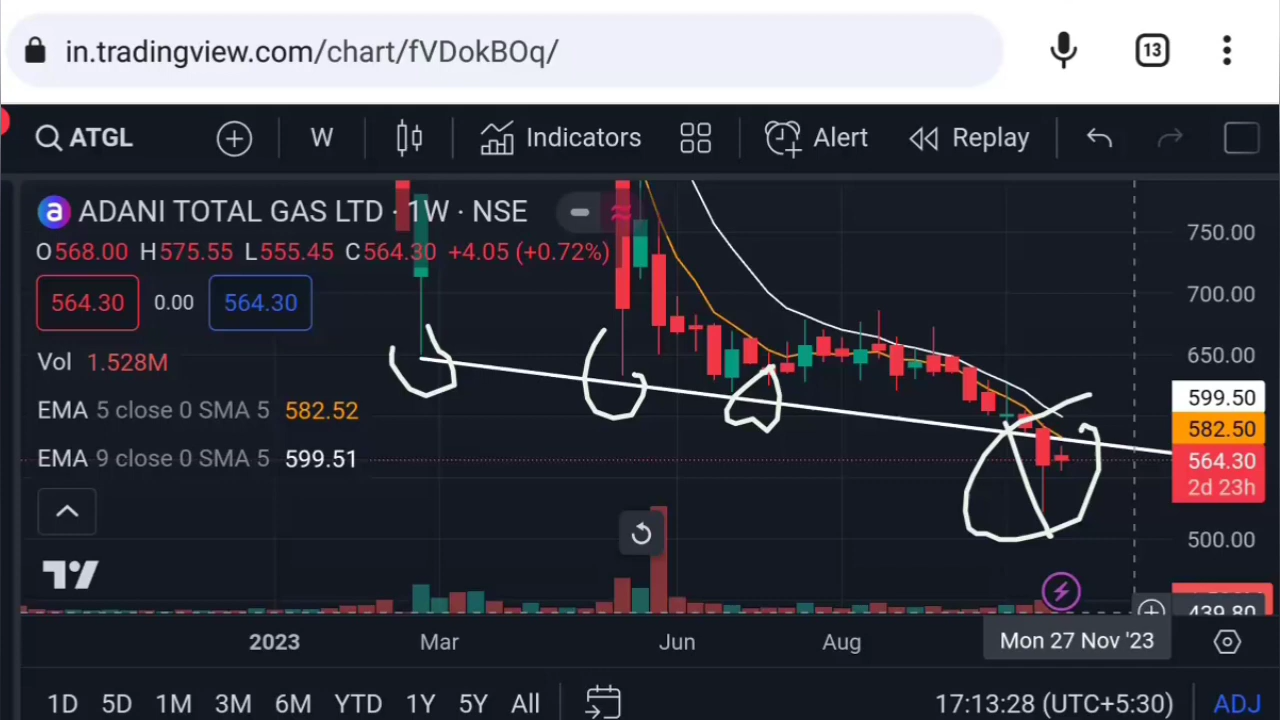 in.tradingview.com/chart/fVDokBOq/
13
ATGL
W
Indicators
Alert
Replay
a ADANI TOTAL GAS LTD · 1W · NSE
O568.00 H575.55 L555.45 C564.30 +4.05 (+0.72%)
564.30 0.00 564.30
Vol 1.528M
EMA 5 close 0 SMA 5 582.52
EMA 9 close 0 SMA 5 599.51
750.00
700.00
650.00
599.50
582.50
564.30
2d 23h
500.00
439.80
2023 Mar Jun Aug Mon 27 Nov '23
1D 5D 1M 3M 6M YTD 1Y 5Y All 17:13:28 (UTC+5:30) ADJ